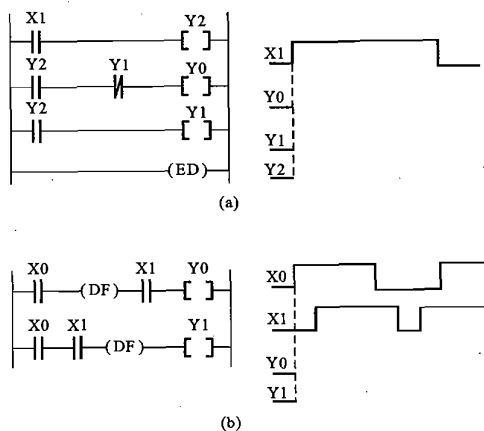 X1 Y2
Y2 Y1 Y0
Y2 Y1
(ED)
X1
Y0
Y1
Y2
(a)
X0 (DF) X1 Y0
X0 X1 (DF) Y1
X0
X1
Y0
Y1
(b)